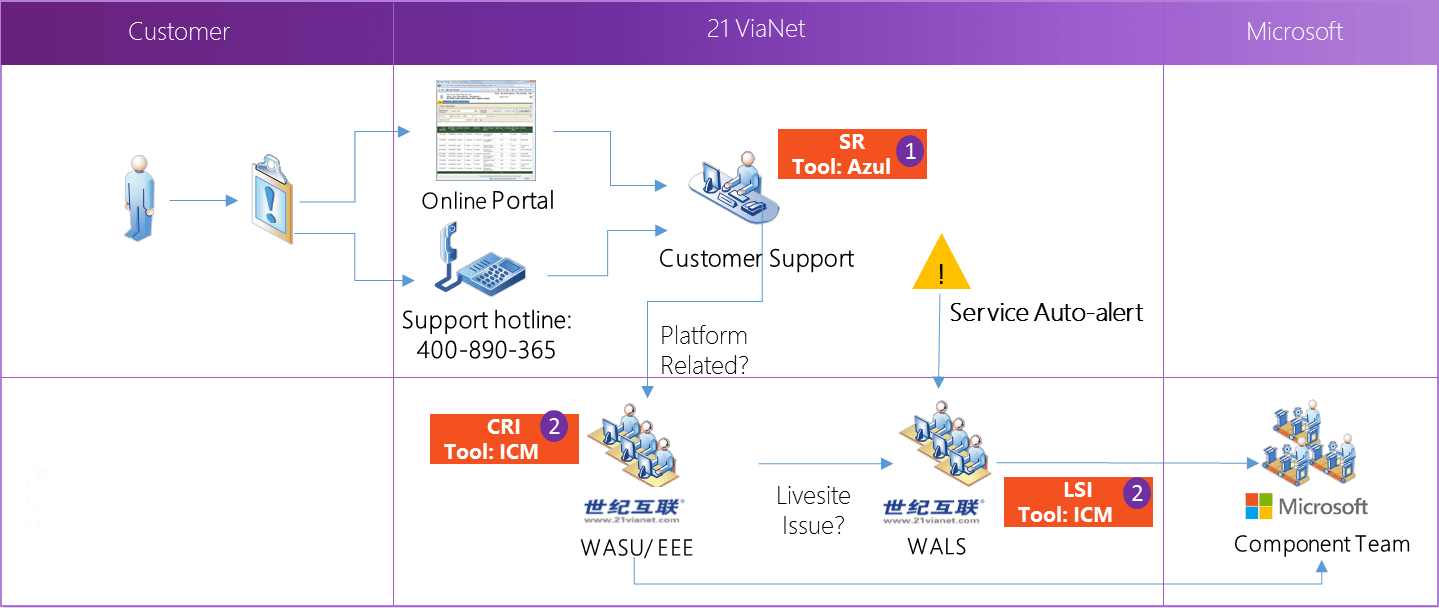 Customer
21 ViaNet
Microsoft
SR
1
Tool: Azul
Online Portal
Customer Support
!
Service Auto-alert
Support hotline:
400-890-365
Platform
Related?
CRI
2
Tool: ICM
Livesite
Issue?
LSI
2
Tool: ICM
世纪互联
www.21vianet.com
世纪互联
www.21vianet.com
Microsoft
WASU/ EEE
WALS
Component Team